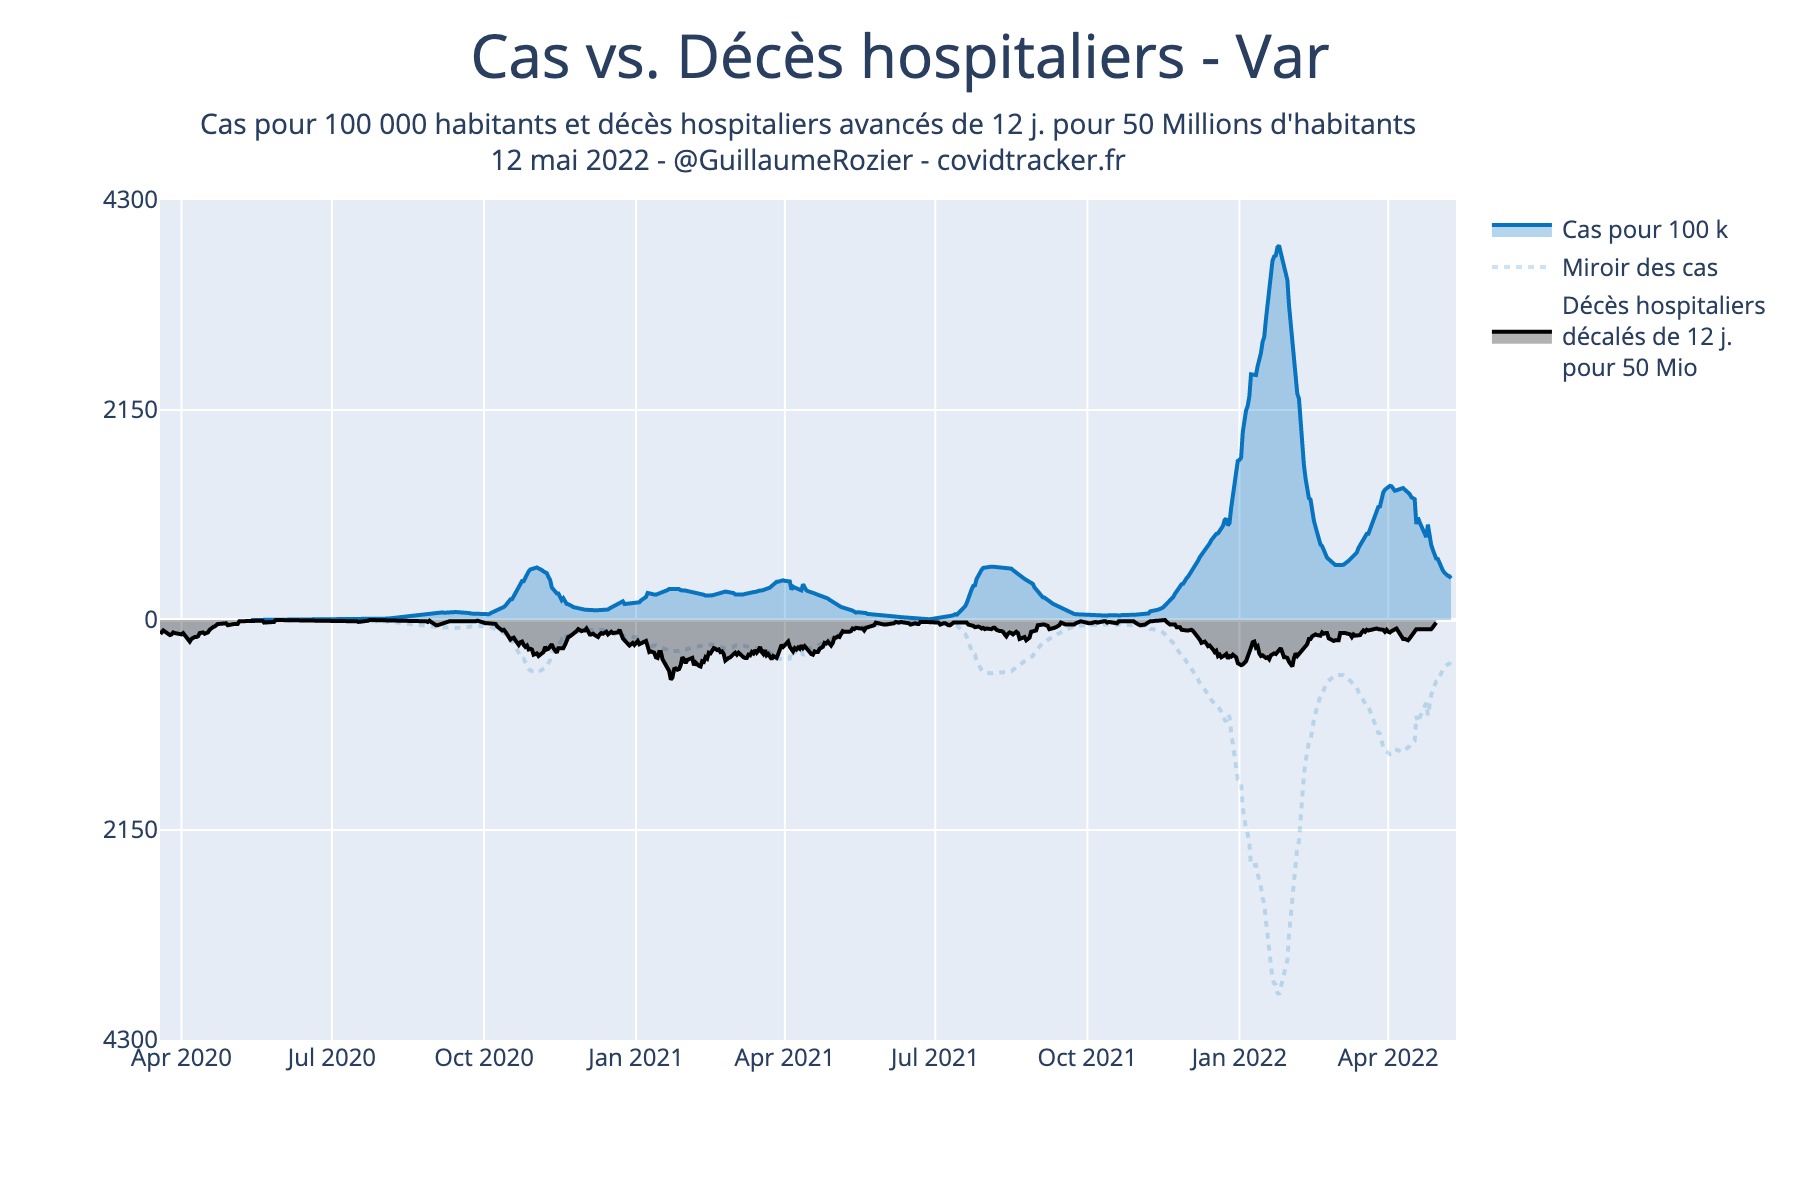 Cas vs. Décès hospitaliers - Var
Cas pour 100 000 habitants et décès hospitaliers avancés de 12 j. pour 50 Millions d'habitants
12 mai 2022 - @GuillaumeRozier - covidtracker.fr
4300
2150
0
2150
4300
Apr 2020 Jul 2020 Oct 2020 Jan 2021 Apr 2021 Jul 2021 Oct 2021 Jan 2022 Apr 2022
Cas pour 100 k
Miroir des cas
Décès hospitaliers
décalés de 12 j.
pour 50 Mio